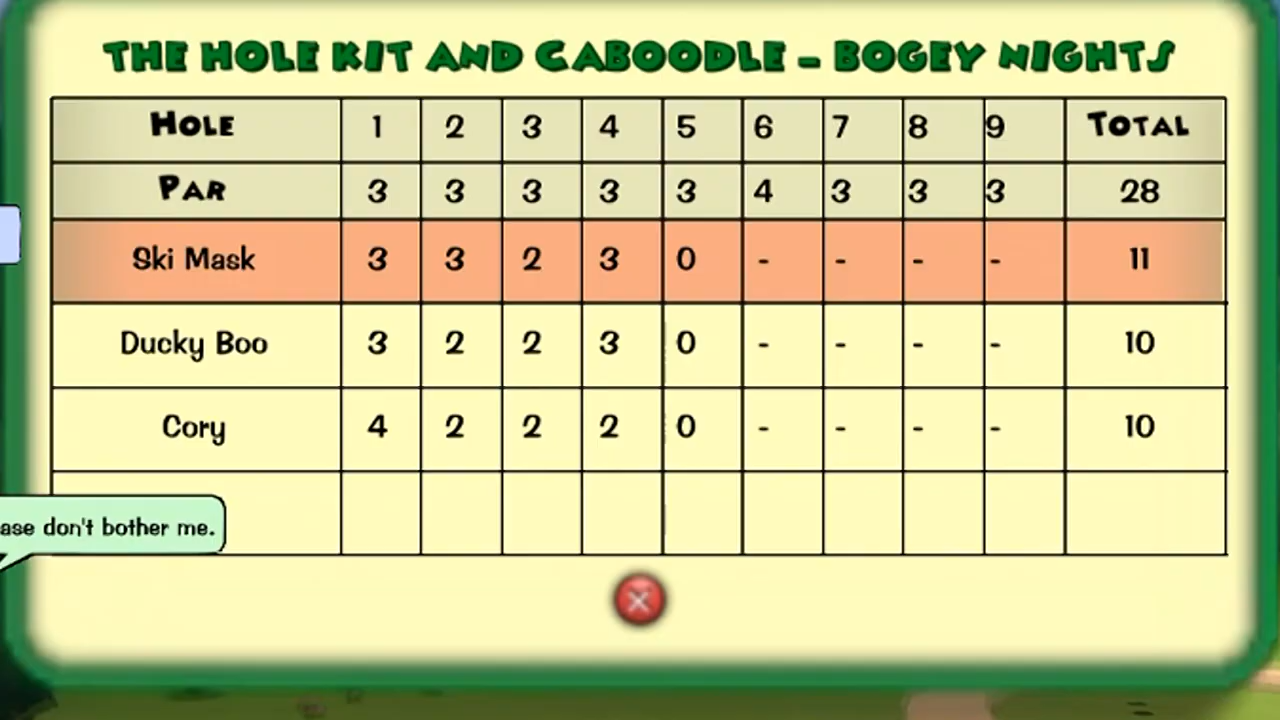 THE HOLE KIT AND CABOODLE - BOGEY NIGHTS
HOLE 1 2 3 4 5 6 7 8 9 TOTAL
PAR 3 3 3 3 3 4 3 3 3 28
Ski Mask 3 3 2 3 0 - - - - 11
Ducky Boo 3 2 2 3 0 - - - - 10
Cory 4 2 2 2 0 - - - - 10
don't bother me.